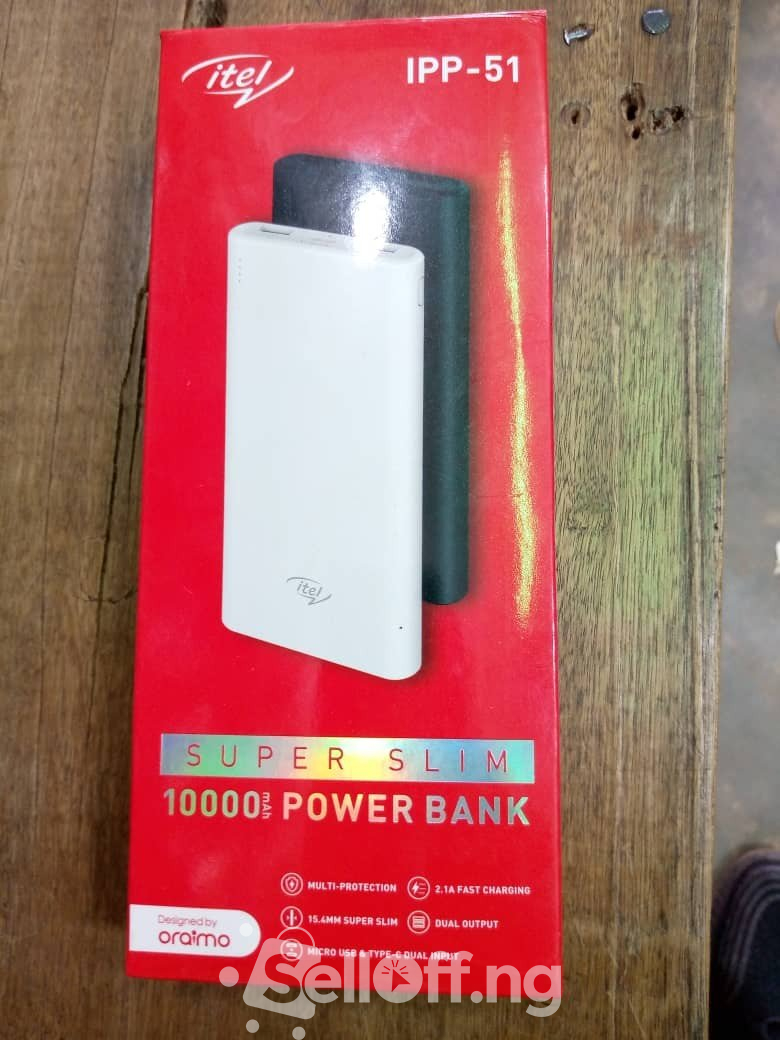 itel
IPP-51
itel
SUPER SLIM
10000mAh POWER BANK
MULTI-PROTECTION
2.1A FAST CHARGING
15.4MM SUPER SLIM
DUAL OUTPUT
MICRO USB & TYPE-C DUAL INPUT
Designed by
oraimo
SellOff.ng